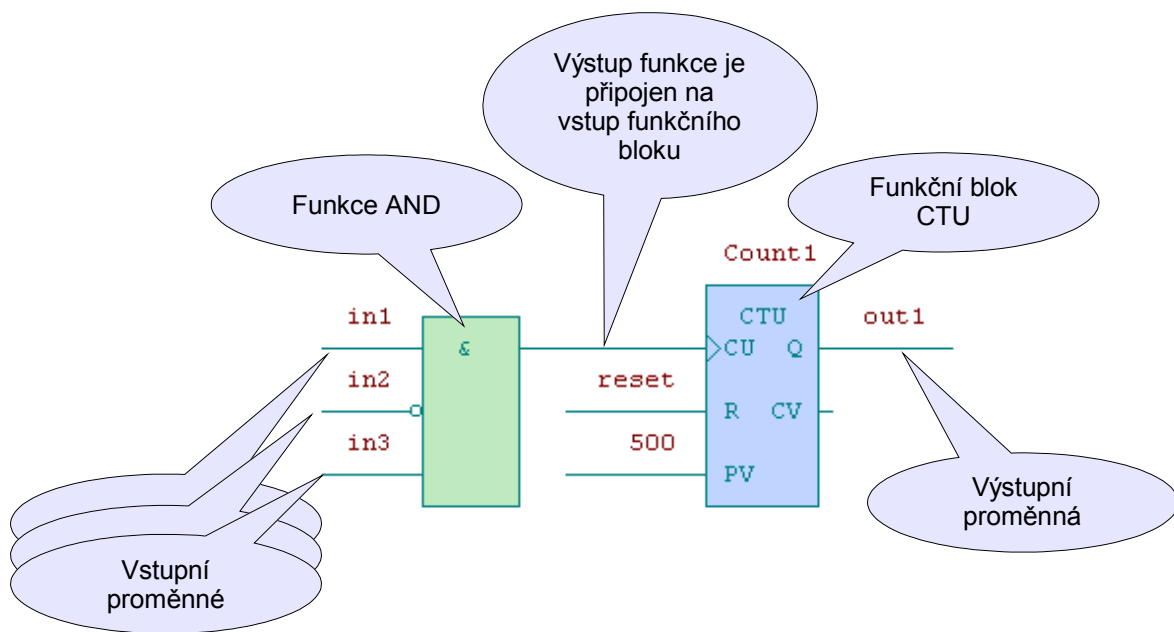 Výstup funkce je
připojen na
vstup funkčního
bloku
Funkce AND
Funkční blok
CTU
Count1
in1
&
in2
in3
reset
500
CTU
CU Q
R CV
PV
out1
Vstupní
proměnné
Výstupní
proměnná